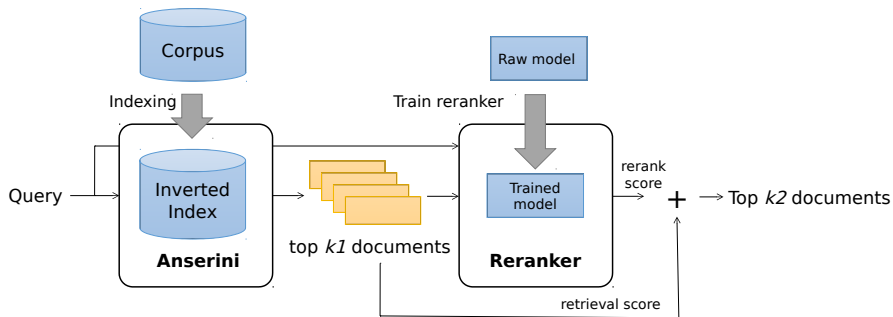 Corpus
Raw model
Indexing
Train reranker
Query
Inverted
Index
Trained
model
rerank
score
+
Top k2 documents
top k1 documents
Anserini
Reranker
retrieval score